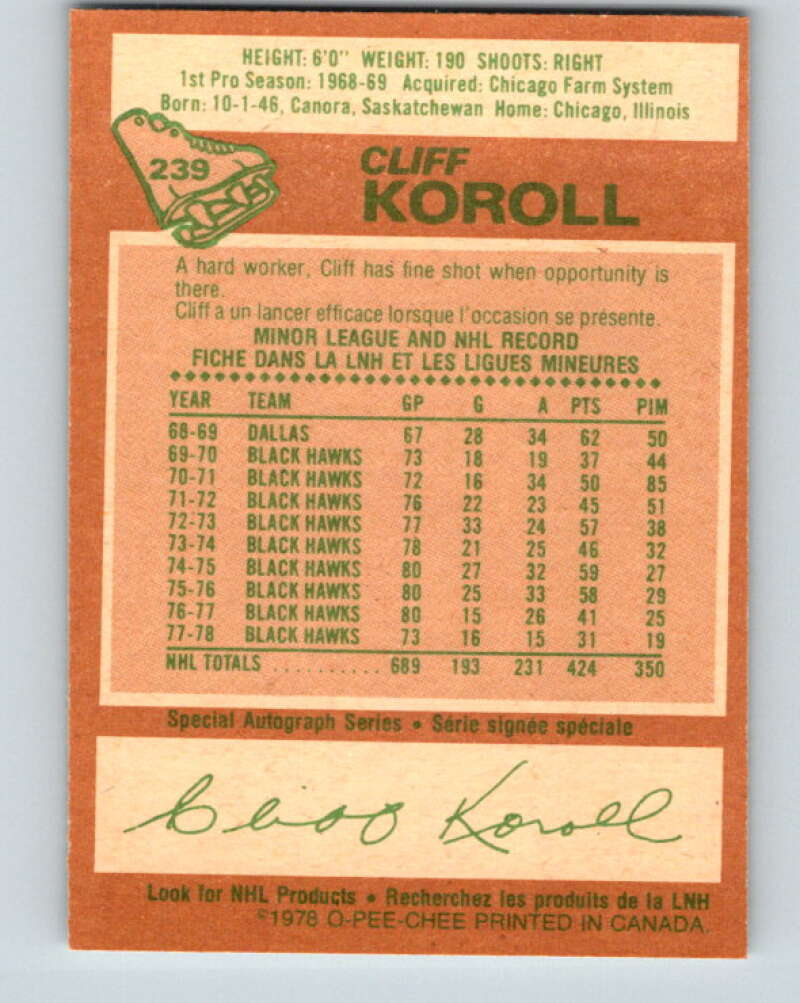 HEIGHT: 6'0" WEIGHT: 190 SHOOTS: RIGHT
1st Pro Season: 1968-69 Acquired: Chicago Farm System
Born: 10-1-46, Canora, Saskatchewan Home: Chicago, Illinois
239
CLIFF
KOROLL
A hard worker, Cliff has fine shot when opportunity is
there.
Cliff a un lancer efficace lorsque l'occasion se présente.
MINOR LEAGUE AND NHL RECORD
FICHE DANS LA LNH ET LES LIGUES MINEURES
YEAR TEAM GP G A PTS PIM
68-69 DALLAS 67 28 34 62 50
69-70 BLACK HAWKS 73 18 19 37 44
70-71 BLACK HAWKS 72 16 34 50 85
71-72 BLACK HAWKS 76 22 23 45 51
72-73 BLACK HAWKS 77 33 24 57 38
73-74 BLACK HAWKS 78 21 25 46 32
74-75 BLACK HAWKS 80 27 32 59 27
75-76 BLACK HAWKS 80 25 33 58 29
76-77 BLACK HAWKS 80 15 26 41 25
77-78 BLACK HAWKS 73 16 15 31 19
NHL TOTALS .......... 689 193 231 424 350
Special Autograph Series • Série signée spéciale
Cliff Koroll
Look for NHL Products • Recherchez les produits de la LNH
©1978 O-PEE-CHEE PRINTED IN CANADA.